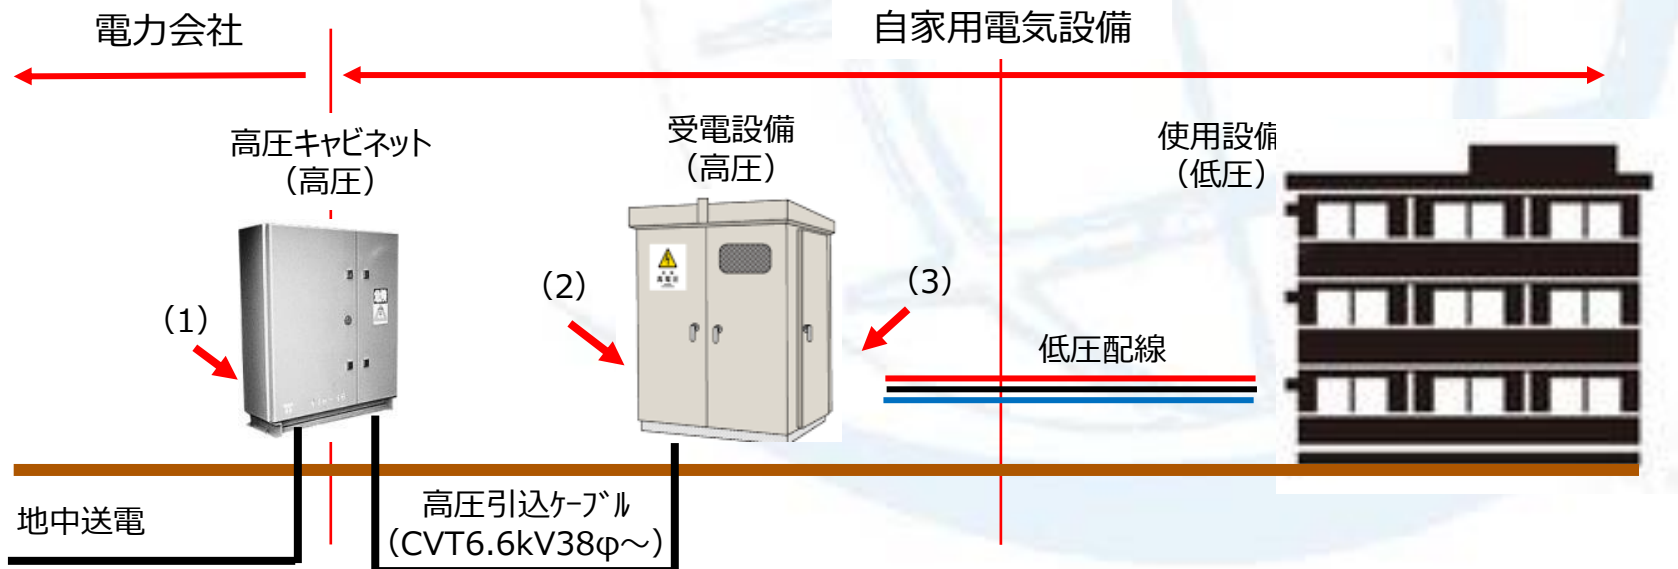 電力会社
自家用電気設備
高圧キャビネット
（高圧）
受電設備
（高圧）
使用設備
（低圧）
（1）
（2）
（3）
低圧配線
地中送電
高圧引込ｹｰﾌﾞﾙ
（CVT6.6kV38φ～）